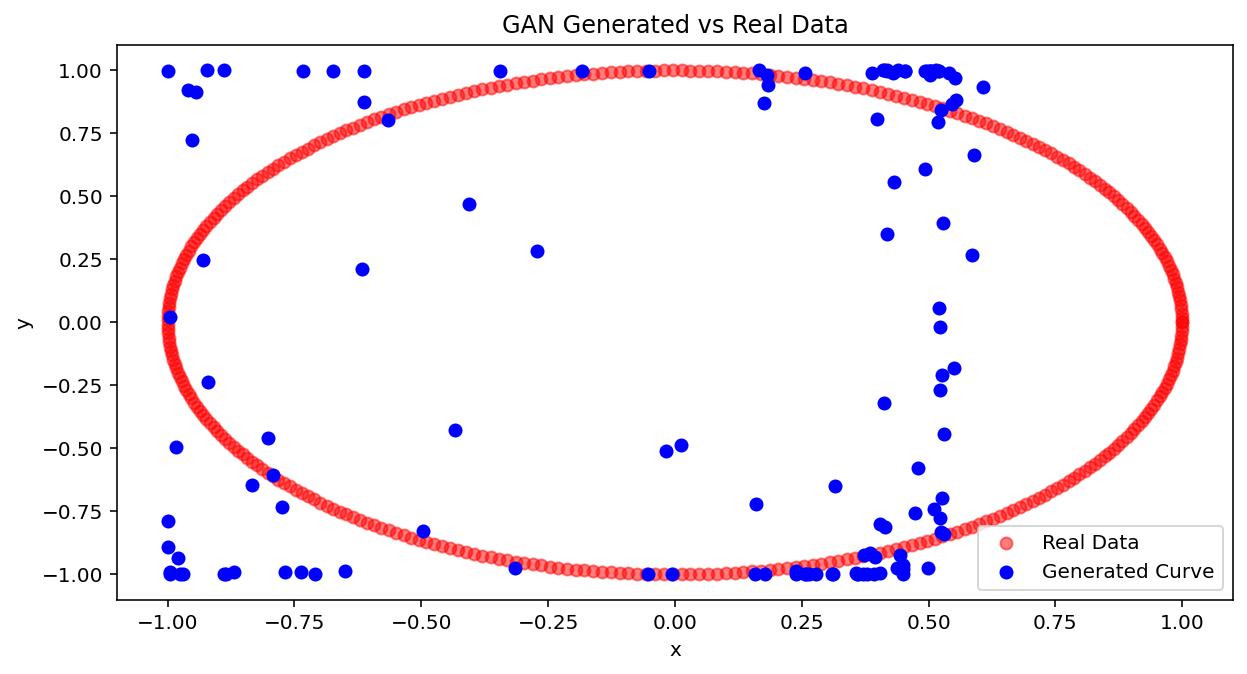 GAN Generated vs Real Data
1.00
0.75
0.50
0.25
0.00
−0.25
−0.50
−0.75
−1.00
y
−1.00 −0.75 −0.50 −0.25 0.00 0.25 0.50 0.75 1.00
x
Real Data
Generated Curve